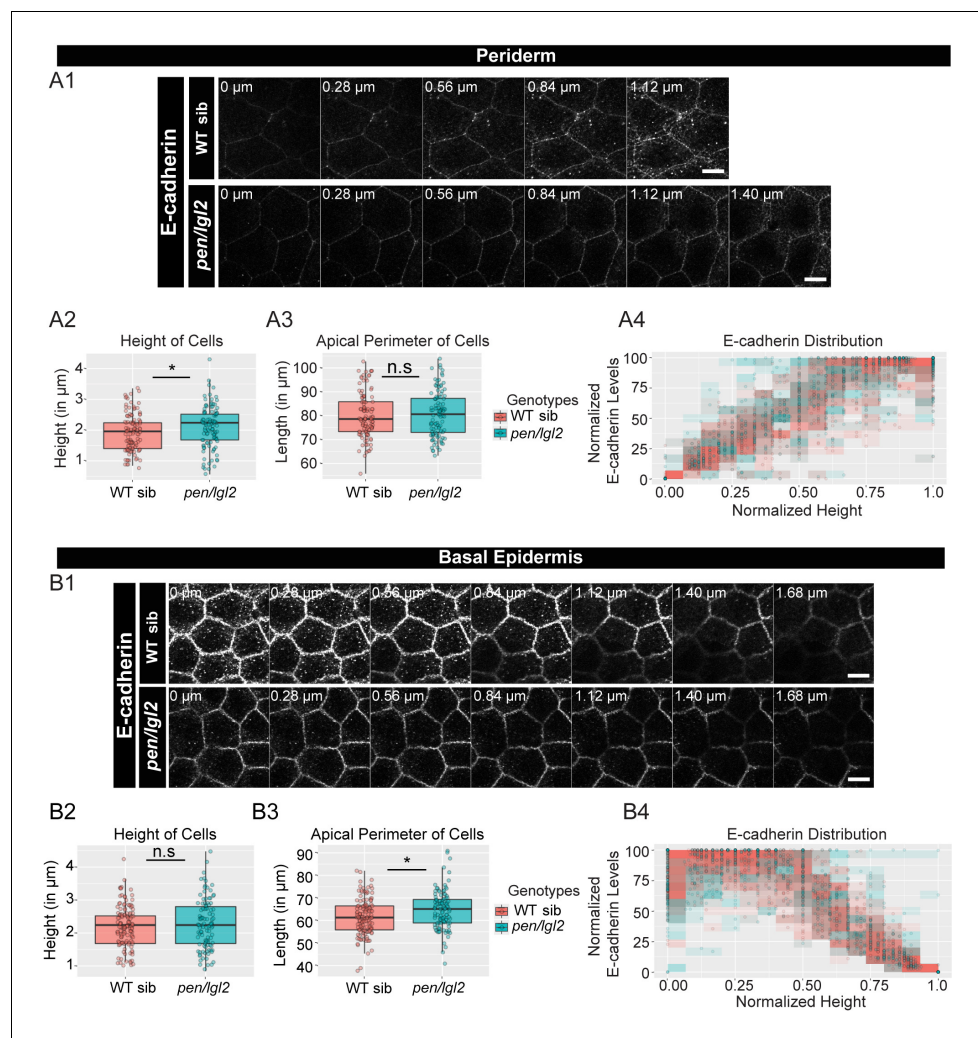 Periderm
A1
E-cadherin
WT sib
0 µm 0.28 µm 0.56 µm 0.84 µm 1.12 µm
pen/lgl2
0 µm 0.28 µm 0.56 µm 0.84 µm 1.12 µm 1.40 µm
A2
Height of Cells
Height (in µm)
4
3
2
1
*
WT sib pen/lgl2
A3
Apical Perimeter of Cells
Length (in µm)
100
90
80
70
60
n.s
WT sib pen/lgl2
Genotypes
WT sib
pen/lgl2
A4
E-cadherin Distribution
Normalized
E-cadherin Levels
100
75
50
25
0
0.00 0.25 0.50 0.75 1.0
Normalized Height
Basal Epidermis
B1
E-cadherin
WT sib
0 µm 0.28 µm 0.56 µm 0.84 µm 1.12 µm 1.40 µm 1.68 µm
pen/lgl2
0 µm 0.28 µm 0.56 µm 0.84 µm 1.12 µm 1.40 µm 1.68 µm
B2
Height of Cells
Height (in µm)
4
3
2
1
n.s
WT sib pen/lgl2
B3
Apical Perimeter of Cells
Length (in µm)
90
80
70
60
50
40
*
WT sib pen/lgl2
Genotypes
WT sib
pen/lgl2
B4
E-cadherin Distribution
Normalized
E-cadherin Levels
100
75
50
25
0
0.00 0.25 0.50 0.75 1.0
Normalized Height